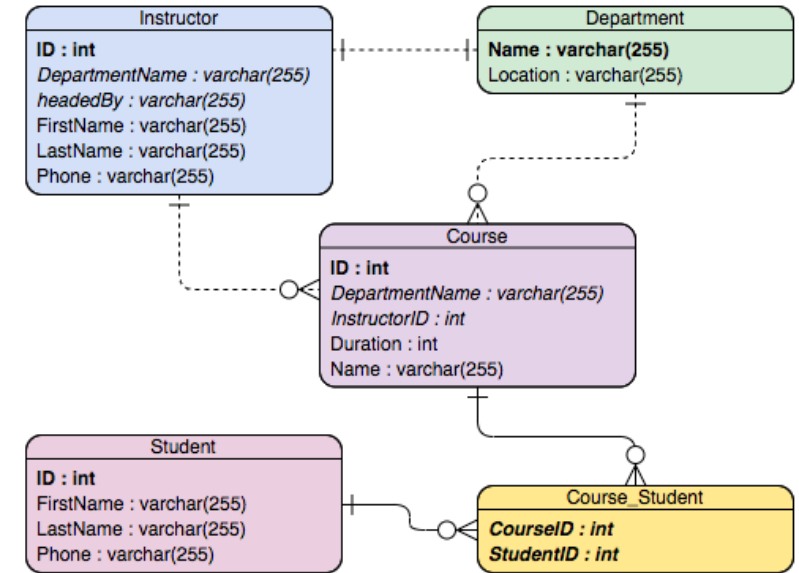 Instructor
ID : int
DepartmentName : varchar(255)
headedBy : varchar(255)
FirstName : varchar(255)
LastName : varchar(255)
Phone : varchar(255)
Department
Name : varchar(255)
Location : varchar(255)
Course
ID : int
DepartmentName : varchar(255)
InstructorID : int
Duration : int
Name : varchar(255)
Student
ID : int
FirstName : varchar(255)
LastName : varchar(255)
Phone : varchar(255)
Course_Student
CourseID : int
StudentID : int